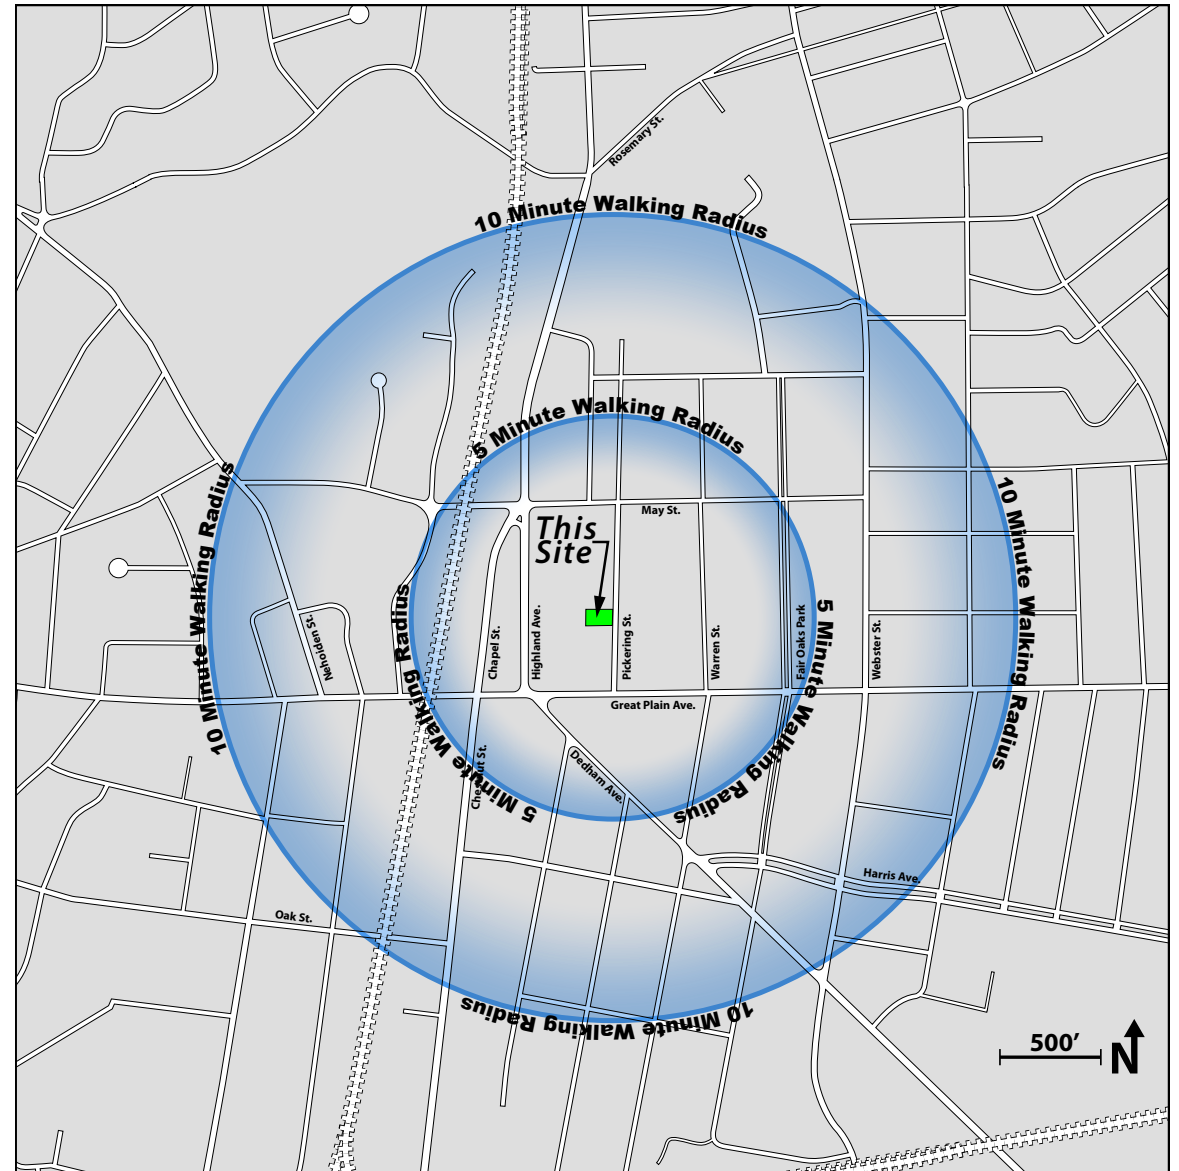 Rosemary St.
10 Minute Walking Radius
5 Minute Walking Radius
10 Minute Walking Radius
10 Minute Walking Radius
May St.
This
Site
5 Minute Walking Radius
5 Minute Walking Radius
Nehoiden St.
Chapel St.
Highland Ave.
Pickering St.
Warren St.
Fair Oaks Park
Webster St.
Great Plain Ave.
Chestnut St.
Dedham Ave.
5 Minute Walking Radius
Harris Ave.
Oak St.
10 Minute Walking Radius
500’
N